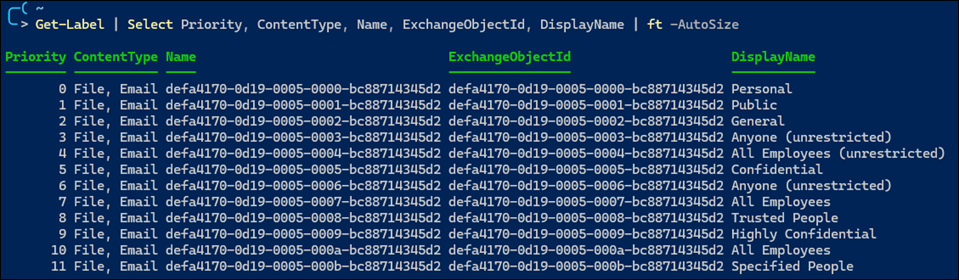 ~
> Get-Label | Select Priority, ContentType, Name, ExchangeObjectId, DisplayName | ft -AutoSize
Priority ContentType Name ExchangeObjectId DisplayName
0 File, Email defa4170-0d19-0005-0000-bc88714345d2 defa4170-0d19-0005-0000-bc88714345d2 Personal
1 File, Email defa4170-0d19-0005-0001-bc88714345d2 defa4170-0d19-0005-0001-bc88714345d2 Public
2 File, Email defa4170-0d19-0005-0002-bc88714345d2 defa4170-0d19-0005-0002-bc88714345d2 General
3 File, Email defa4170-0d19-0005-0003-bc88714345d2 defa4170-0d19-0005-0003-bc88714345d2 Anyone (unrestricted)
4 File, Email defa4170-0d19-0005-0004-bc88714345d2 defa4170-0d19-0005-0004-bc88714345d2 All Employees (unrestricted)
5 File, Email defa4170-0d19-0005-0005-bc88714345d2 defa4170-0d19-0005-0005-bc88714345d2 Confidential
6 File, Email defa4170-0d19-0005-0006-bc88714345d2 defa4170-0d19-0005-0006-bc88714345d2 Anyone (unrestricted)
7 File, Email defa4170-0d19-0005-0007-bc88714345d2 defa4170-0d19-0005-0007-bc88714345d2 All Employees
8 File, Email defa4170-0d19-0005-0008-bc88714345d2 defa4170-0d19-0005-0008-bc88714345d2 Trusted People
9 File, Email defa4170-0d19-0005-0009-bc88714345d2 defa4170-0d19-0005-0009-bc88714345d2 Highly Confidential
10 File, Email defa4170-0d19-0005-000a-bc88714345d2 defa4170-0d19-0005-000a-bc88714345d2 All Employees
11 File, Email defa4170-0d19-0005-000b-bc88714345d2 defa4170-0d19-0005-000b-bc88714345d2 Specified People